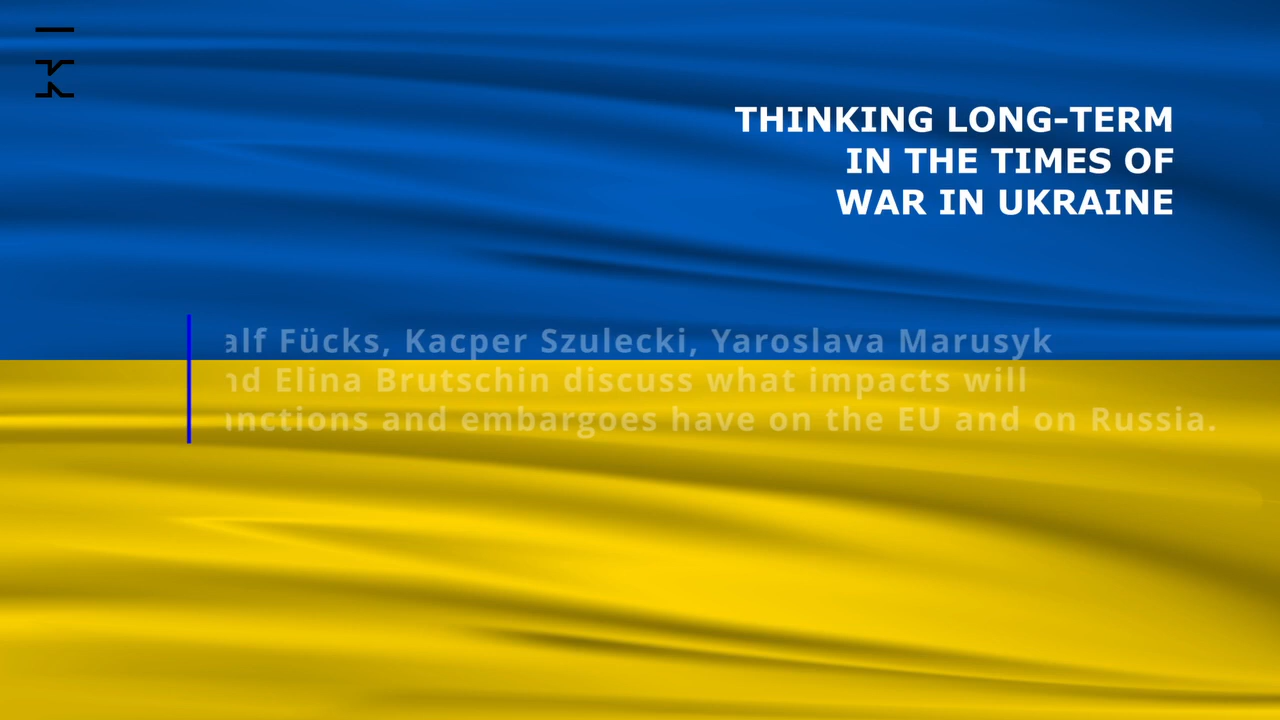 THINKING LONG-TERM
IN THE TIMES OF
WAR IN UKRAINE
alf Fücks, Kacper Szulecki, Yaroslava Marusyk
nd Elina Brutschin discuss what impacts will
anctions and embargoes have on the EU and on Russia.